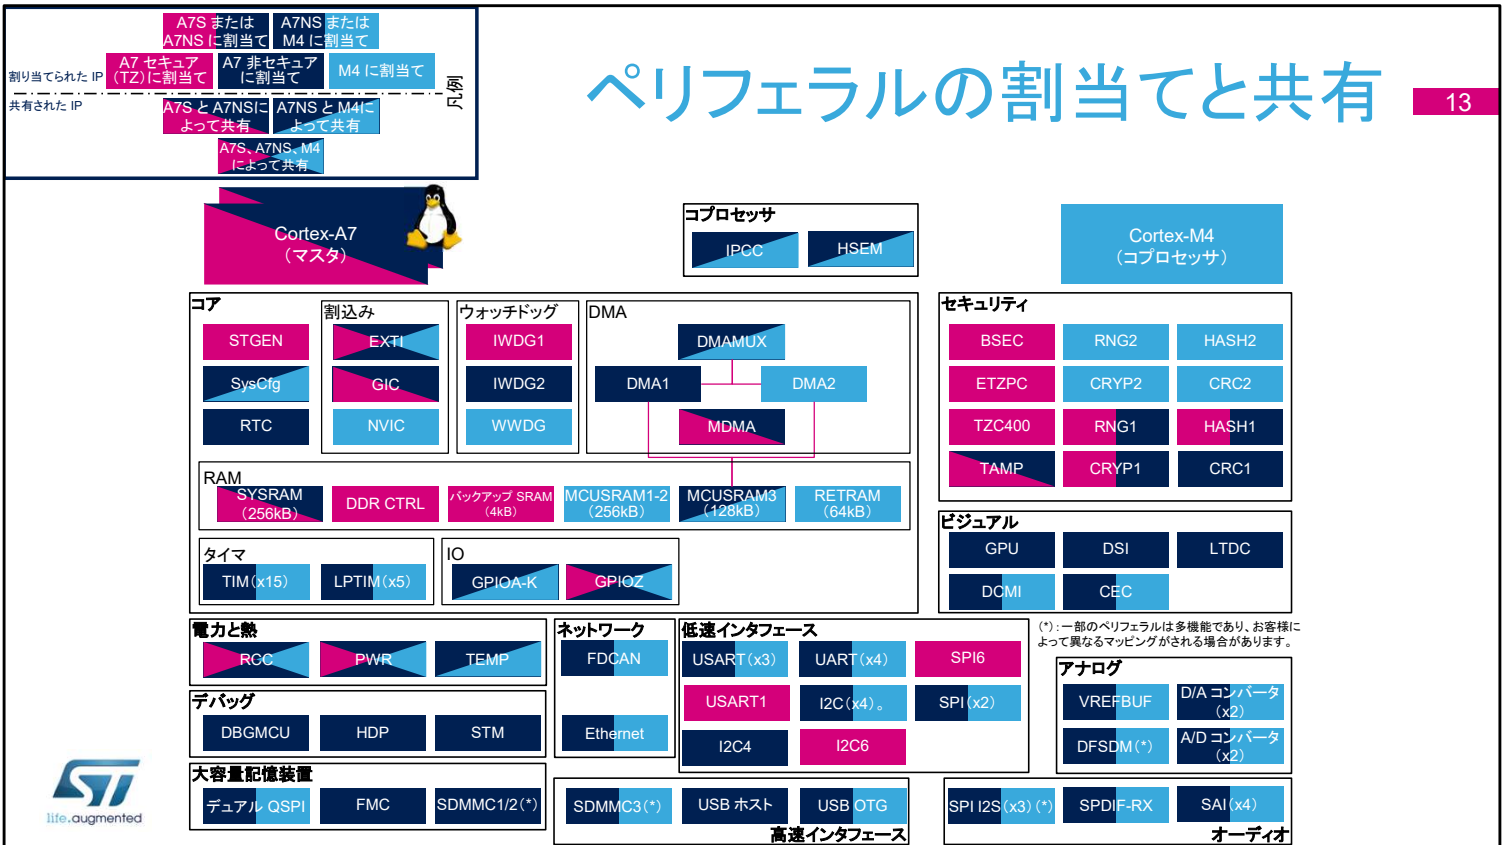 A7S または
A7NS に割当て
A7NS または
M4 に割当て
割り当てられた IP
A7 セキュア
(TZ)に割当て
A7 非セキュア
に割当て
M4 に割当て
凡例
共有された IP
A7S と A7NSに
よって共有
A7NS と M4に
よって共有
A7S、A7NS、M4
によって共有
ペリフェラルの割当てと共有
13
Cortex-A7
（マスタ）
コプロセッサ
IPCC
HSEM
Cortex-M4
（コプロセッサ）
コア
STGEN
SysCfg
RTC
割込み
EXTI
GIC
NVIC
ウォッチドッグ
IWDG1
IWDG2
WWDG
DMA
DMAMUX
DMA1
DMA2
MDMA
RAM
SYSRAM
（256kB）
DDR CTRL
バックアップ SRAM
（4kB）
MCUSRAM1-2
（256kB）
MCUSRAM3
（128kB）
RETRAM
（64kB）
タイマ
TIM（x15）
LPTIM（x5）
IO
GPIOA-K
GPIOZ
セキュリティ
BSEC
RNG2
HASH2
ETZPC
CRYP2
CRC2
TZC400
RNG1
HASH1
TAMP
CRYP1
CRC1
ビジュアル
GPU
DSI
LTDC
DCMI
CEC
電力と熱
RCC
PWR
TEMP
デバッグ
DBGMCU
HDP
STM
大容量記憶装置
デュアル QSPI
FMC
SDMMC1/2（*）
ネットワーク
FDCAN
Ethernet
低速インタフェース
USART（x3）
UART（x4）
SPI6
USART1
I2C（x4）。
SPI（x2）
I2C4
I2C6
（*）：一部のペリフェラルは多機能であり、お客様に
よって異なるマッピングがされる場合があります。
アナログ
VREFBUF
D/A コンバータ
（x2）
DFSDM（*）
A/D コンバータ
（x2）
SDMMC3（*）
USB ホスト
USB OTG
高速インタフェース
SPI I2S（x3）（*）
SPDIF-RX
SAI（x4）
オーディオ
ST
life.augmented